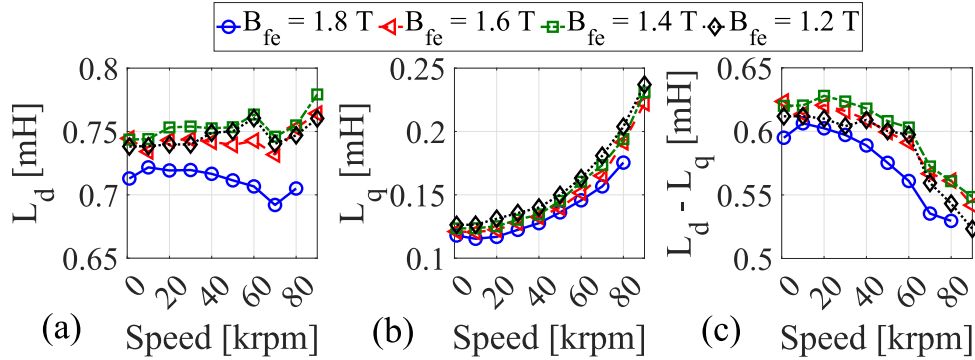 B_fe = 1.8 T B_fe = 1.6 T B_fe = 1.4 T B_fe = 1.2 T
0.8
0.75
0.7
0.65
L_d [mH]
0 20 40 60 80
Speed [krpm]
(a)
0.25
0.2
0.15
0.1
L_q [mH]
0 20 40 60 80
Speed [krpm]
(b)
0.65
0.6
0.55
0.5
L_d - L_q [mH]
0 20 40 60 80
Speed [krpm]
(c)